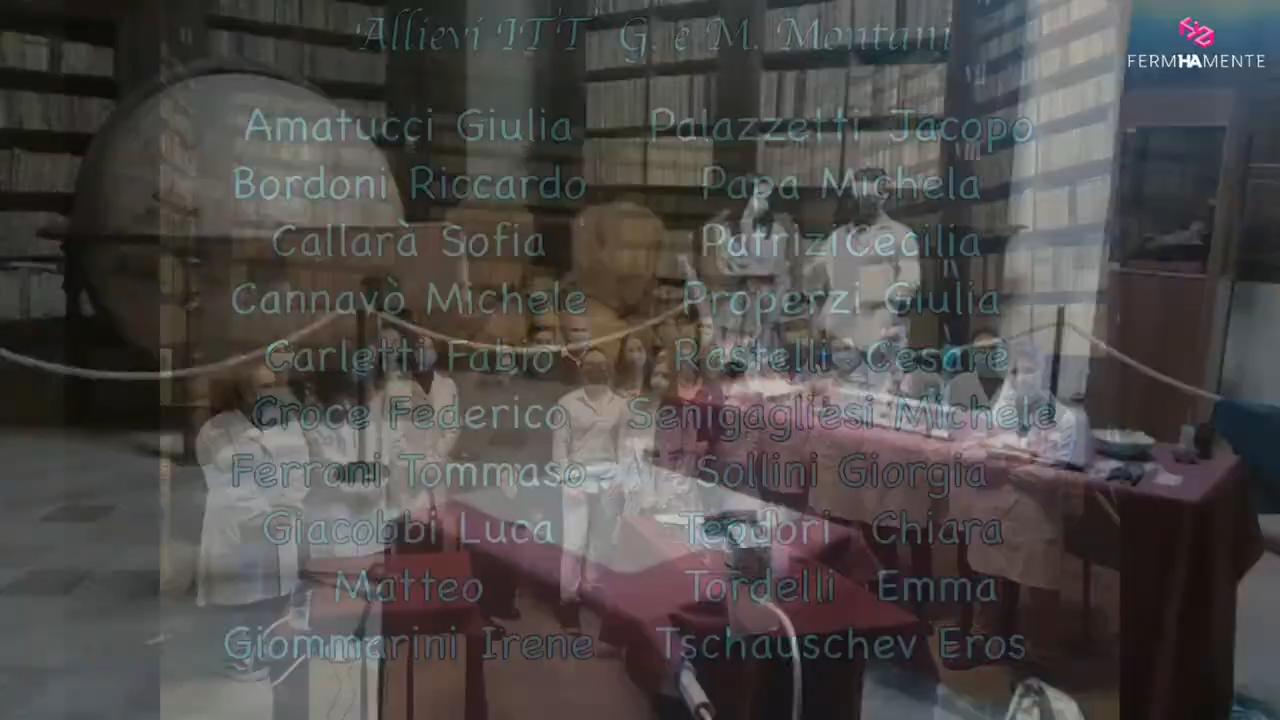 Allievi ITT G. e M. Montani
FERMHAMENTE
Amatucci Giulia
Bordoni Riccardo
Callarà Sofia
Cannavò Michele
Carletti Fabio
Croce Federico
Ferroni Tommaso
Giacobbi Luca
Matteo
Giommarini Irene
Palazzetti Jacopo
Papa Michela
Patrizi Cecilia
Properzi Giulia
Rastelli Cesare
Senigagliesi Michele
Sollini Giorgia
Teodori Chiara
Tordelli Emma
Tschauschev Eros